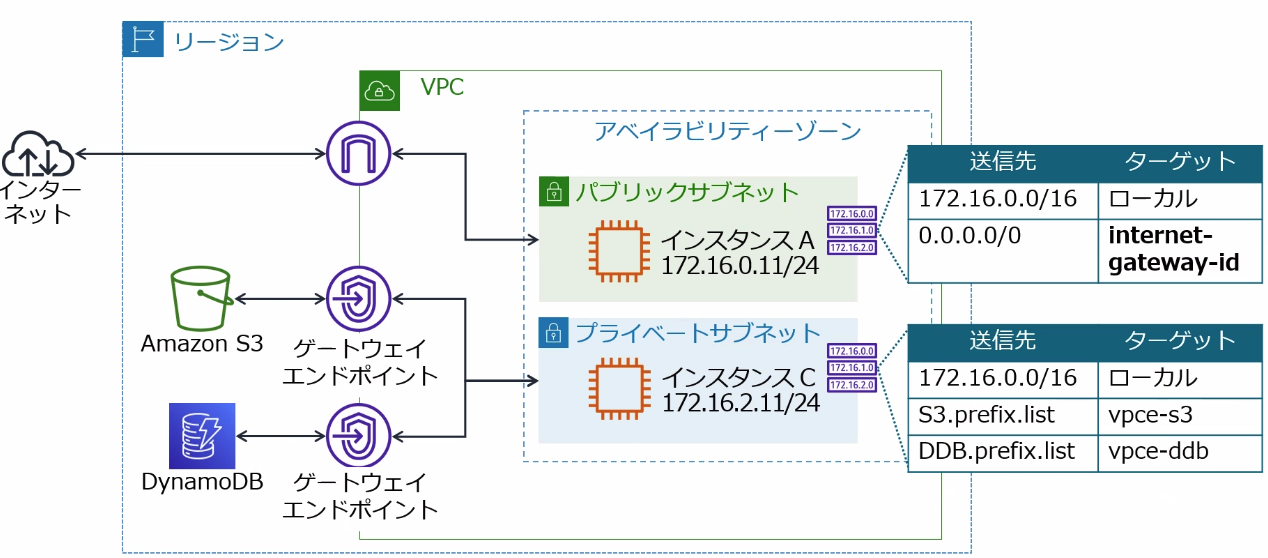 リージョン
VPC
アベイラビリティーゾーン
インター
ネット
パブリックサブネット
インスタンス A
172.16.0.11/24
172.16.0.0
172.16.1.0
172.16.2.0
送信先 ターゲット
172.16.0.0/16 ローカル
0.0.0.0/0 internet-
gateway-id
Amazon S3
ゲートウェイ
エンドポイント
プライベートサブネット
インスタンス C
172.16.2.11/24
172.16.0.0
172.16.1.0
172.16.2.0
送信先 ターゲット
172.16.0.0/16 ローカル
S3.prefix.list vpce-s3
DDB.prefix.list vpce-ddb
DynamoDB
ゲートウェイ
エンドポイント